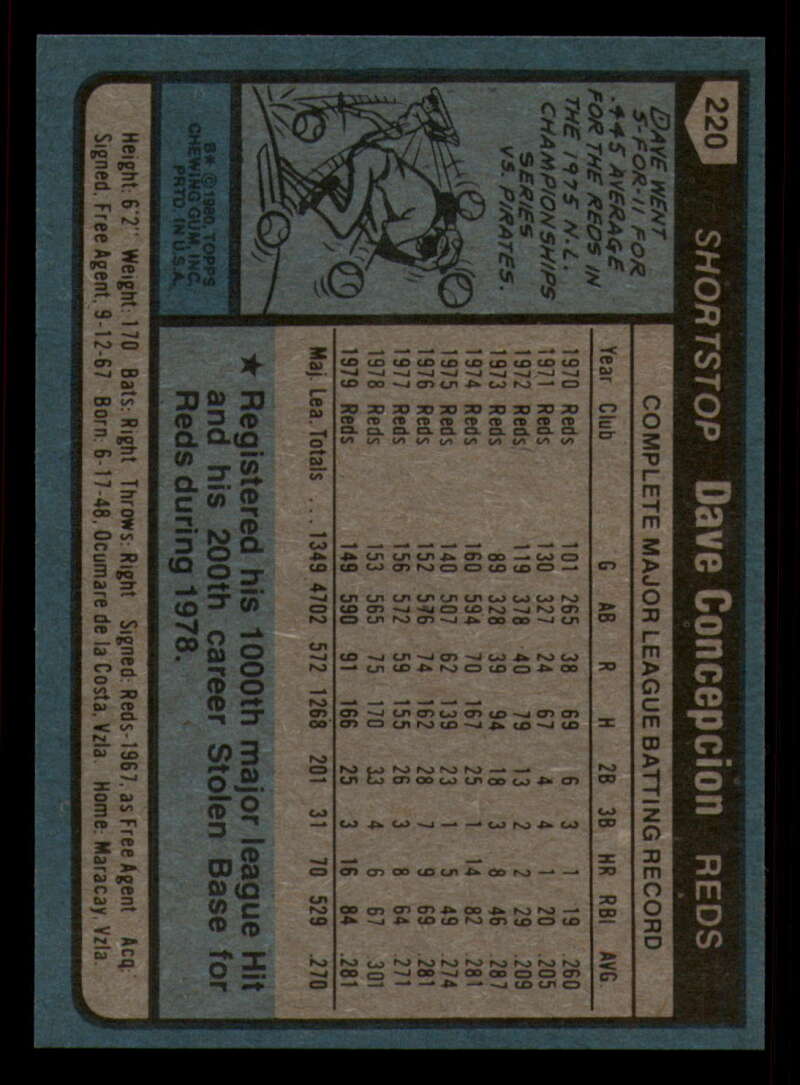 220
SHORTSTOP Dave Concepcion REDS
DAVE WENT
5-FOR-11 FOR
.445 AVERAGE
FOR THE REDS IN
THE 1975 N.L.
CHAMPIONSHIPS
SERIES
VS. PIRATES.
B* © 1980, TOPPS
CHEWING GUM, INC.
PRTD. IN U.S.A.
COMPLETE MAJOR LEAGUE BATTING RECORD
Year Club G AB R H 2B 3B HR RBI AVG.
1970 Reds 101 265 38 69 6 3 1 19 .260
1971 Reds 130 327 24 67 4 4 1 20 .205
1972 Reds 119 378 40 79 13 2 2 29 .209
1973 Reds 89 328 39 94 18 3 8 46 .287
1974 Reds 160 594 70 167 25 1 14 82 .281
1975 Reds 140 507 62 139 23 1 5 49 .274
1976 Reds 152 576 74 162 28 7 9 69 .281
1977 Reds 156 572 59 155 26 3 8 64 .271
1978 Reds 153 565 75 170 33 4 6 67 .301
1979 Reds 149 590 91 166 25 3 16 84 .281
Maj. Lea. Totals . . . 1349 4702 572 1268 201 31 70 529 .270
★ Registered his 1000th major league Hit
and his 200th career Stolen Base for
Reds during 1978.
Height: 6'2" Weight: 170 Bats: Right Throws: Right Signed: Reds-1967, as Free Agent Acq:
Signed, Free Agent, 9-12-67 Born: 6-17-48, Ocumare de la Costa, Vzla. Home: Maracay Vzla.